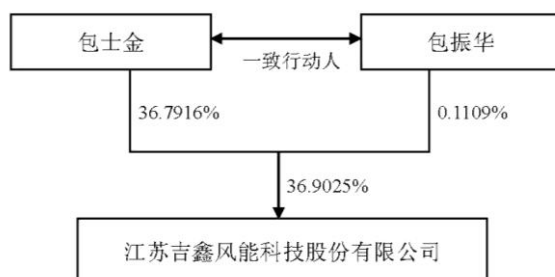 包士金
包振华
一致行动人
36.7916%
0.1109%
36.9025%
江苏吉鑫风能科技股份有限公司